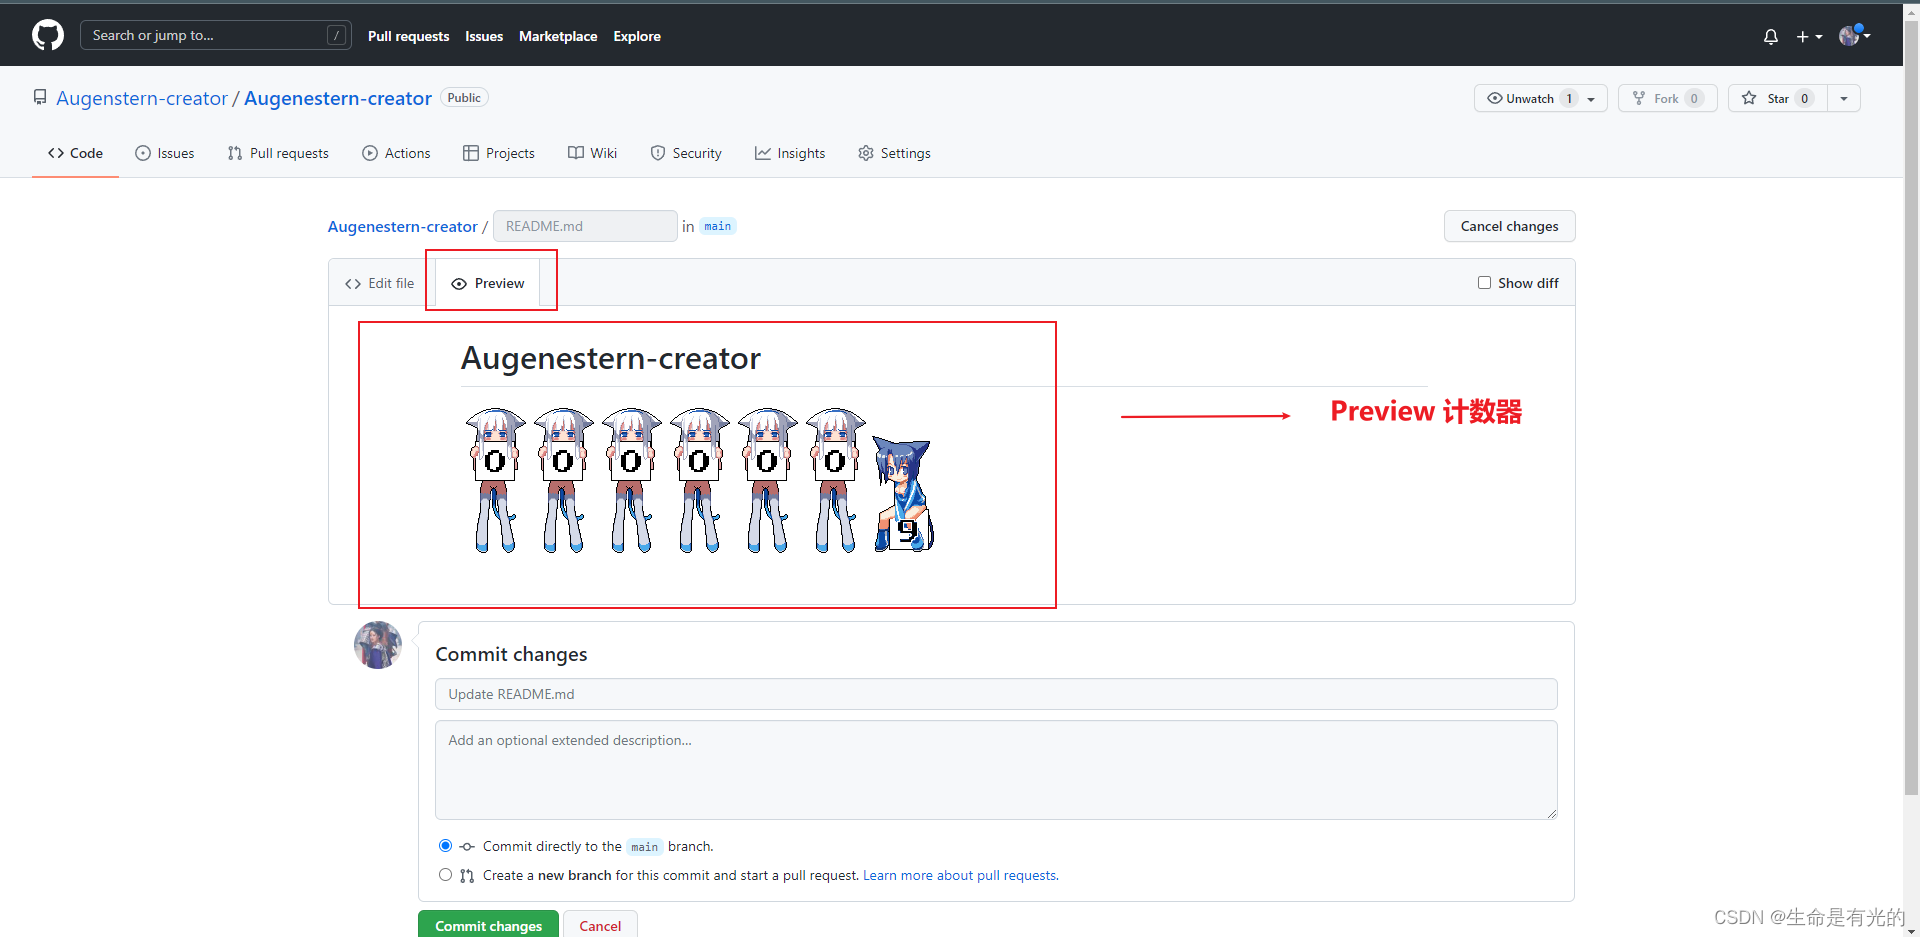 Search or jump to... /
Pull requests Issues Marketplace Explore
Augenstern-creator / Augenestern-creator Public
Unwatch 1 Fork 0 Star 0
Code Issues Pull requests Actions Projects Wiki Security Insights Settings
Augenestern-creator / README.md in main
Cancel changes
Edit file Preview
Show diff
Augenestern-creator
0 0 0 0 0 0 9
Preview 计数器
Commit changes
Update README.md
Add an optional extended description...
Commit directly to the main branch.
Create a new branch for this commit and start a pull request. Learn more about pull requests.
Commit changes Cancel
CSDN @生命是有光的